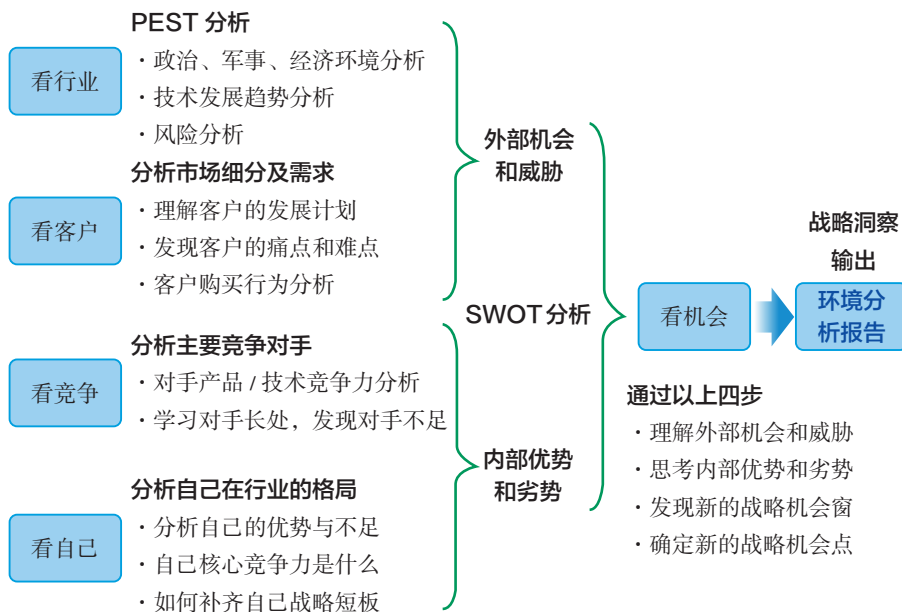 看行业
PEST 分析
· 政治、军事、经济环境分析
· 技术发展趋势分析
· 风险分析
看客户
分析市场细分及需求
· 理解客户的发展计划
· 发现客户的痛点和难点
· 客户购买行为分析
看竞争
分析主要竞争对手
· 对手产品 / 技术竞争力分析
· 学习对手长处，发现对手不足
看自己
分析自己在行业的格局
· 分析自己的优势与不足
· 自己核心竞争力是什么
· 如何补齐自己战略短板
外部机会
和威胁
SWOT 分析
内部优势
和劣势
看机会
战略洞察
输出
环境分
析报告
通过以上四步
· 理解外部机会和威胁
· 思考内部优势和劣势
· 发现新的战略机会窗
· 确定新的战略机会点